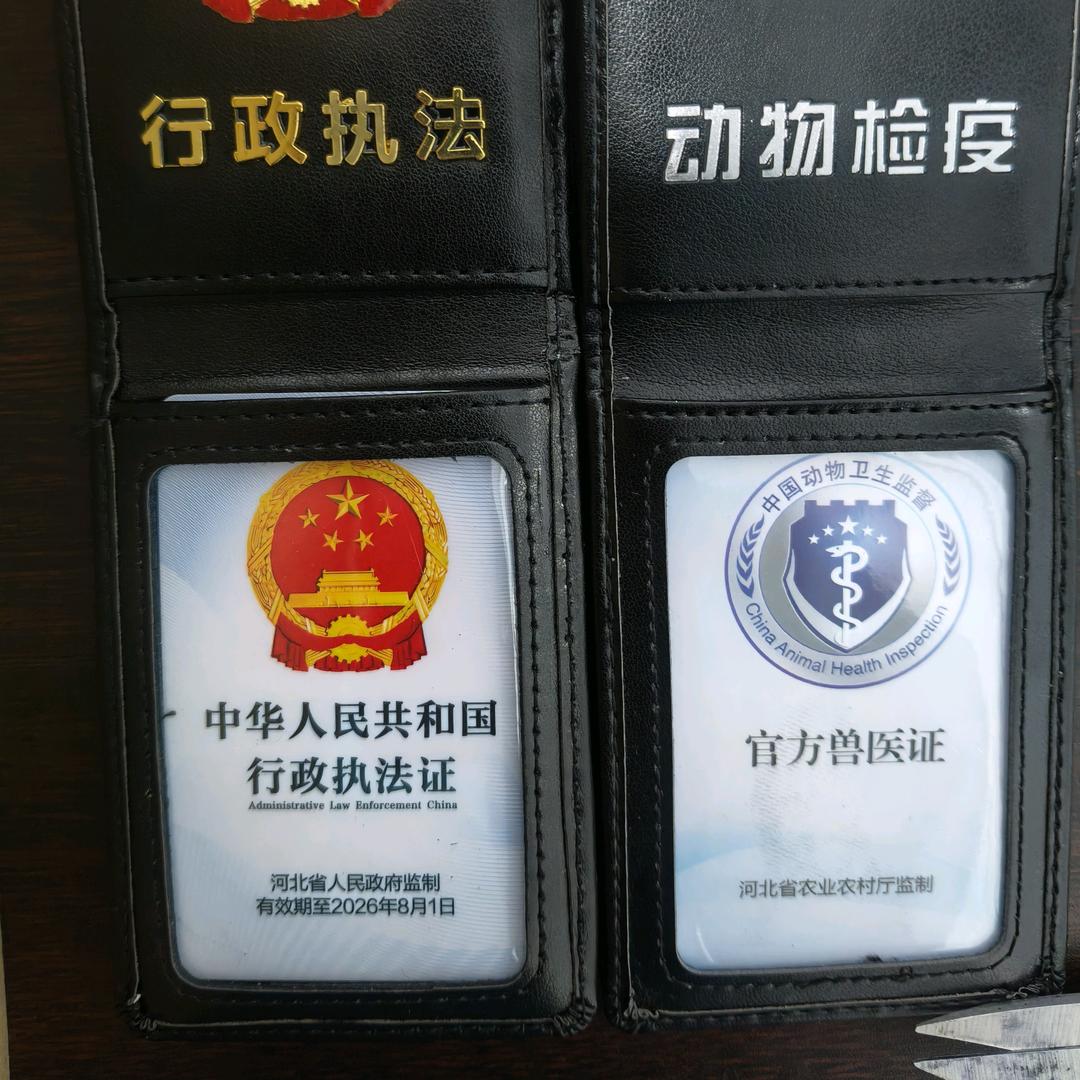 行政执法
中华人民共和国
行政执法证
Administrative Law Enforcement China
河北省人民政府监制
有效期至2026年8月1日
动物检疫
中国动物卫生监督
China Animal Health Inspection
官方兽医证
河北省农业农村厅监制